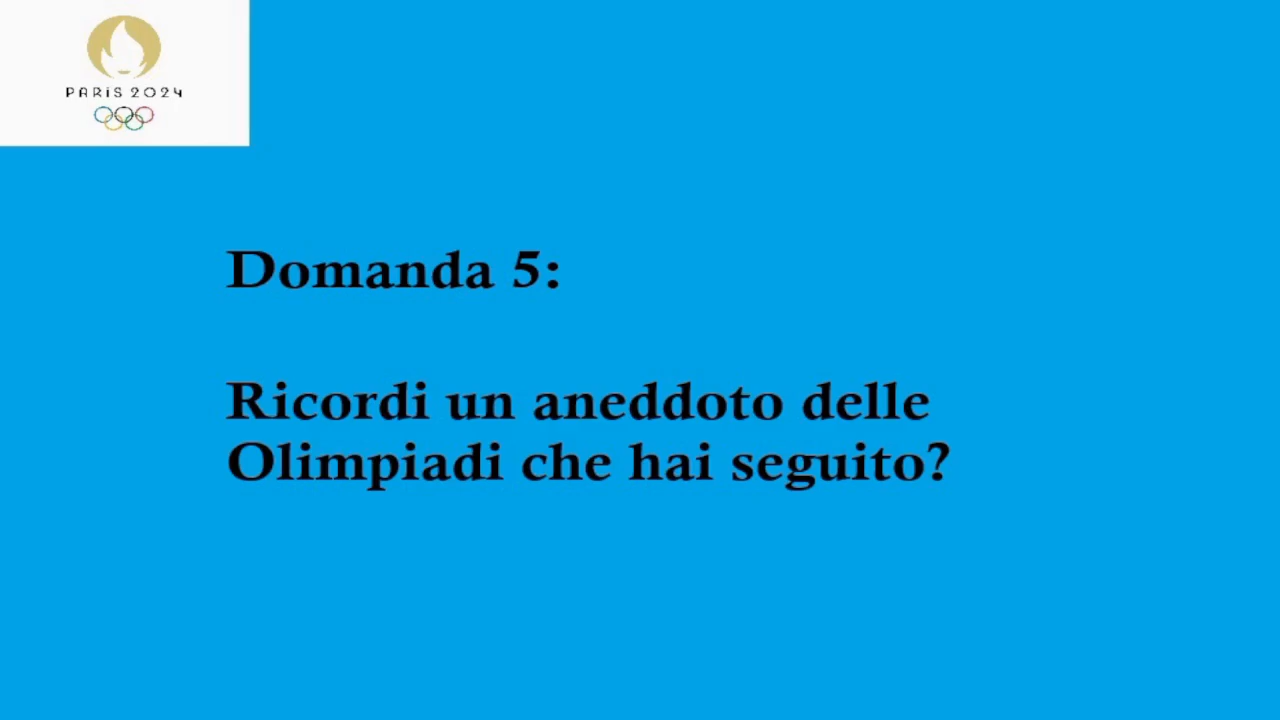 PARIS 2024
Domanda 5:
Ricordi un aneddoto delle
Olimpiadi che hai seguito?